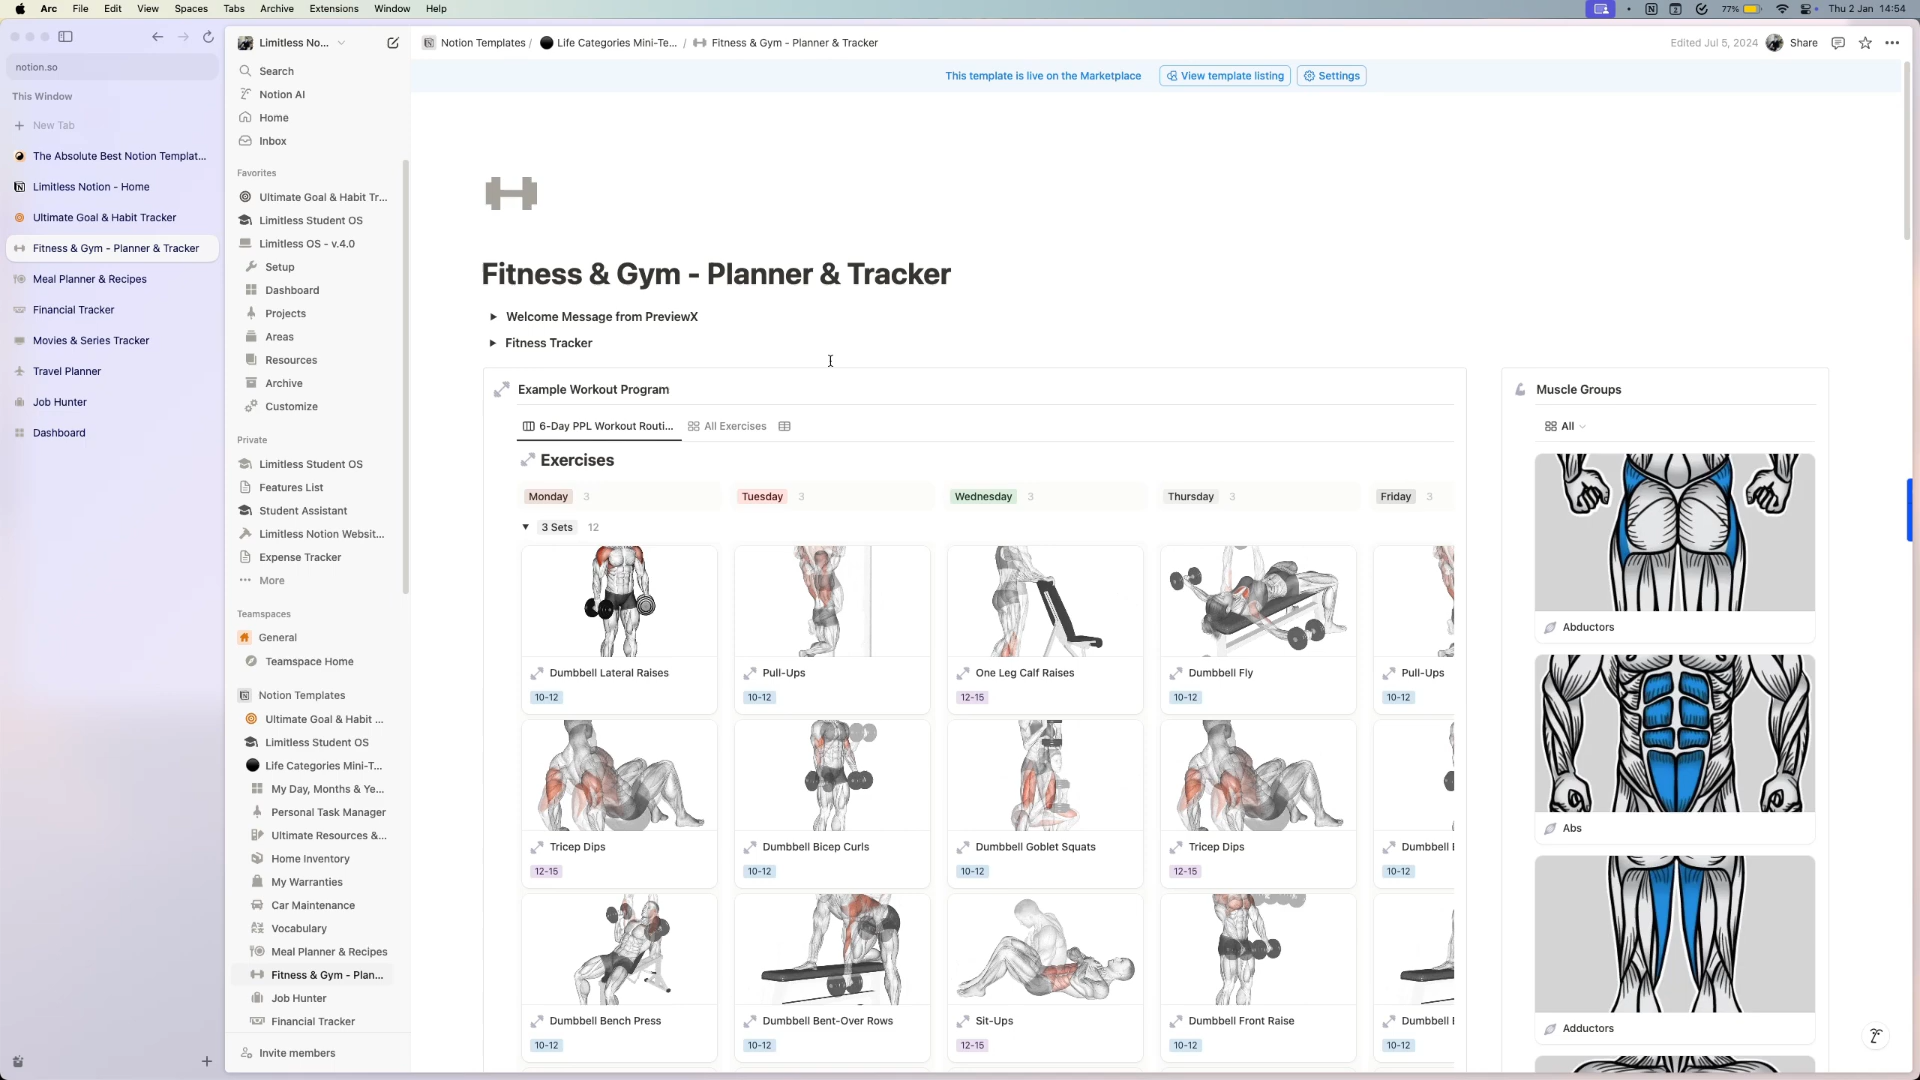 Arc File Edit View Spaces Tabs Archive Extensions Window Help
77% Thu 2 Jan 14:54
notion.so
This Window
New Tab
The Absolute Best Notion Templat...
Limitless Notion - Home
Ultimate Goal & Habit Tracker
Fitness & Gym - Planner & Tracker
Meal Planner & Recipes
Financial Tracker
Movies & Series Tracker
Travel Planner
Job Hunter
Dashboard
Limitless No...
Search
Notion AI
Home
Inbox
Favorites
Ultimate Goal & Habit Tr...
Limitless Student OS
Limitless OS - v.4.0
Setup
Dashboard
Projects
Areas
Resources
Archive
Customize
Private
Limitless Student OS
Features List
Student Assistant
Limitless Notion Websit...
Expense Tracker
More
Teamspaces
General
Teamspace Home
Notion Templates
Ultimate Goal & Habit ...
Limitless Student OS
Life Categories Mini-T...
My Day, Months & Ye...
Personal Task Manager
Ultimate Resources &...
Home Inventory
My Warranties
Car Maintenance
Vocabulary
Meal Planner & Recipes
Fitness & Gym - Plan...
Job Hunter
Financial Tracker
Invite members
Notion Templates / Life Categories Mini-Te... / Fitness & Gym - Planner & Tracker
Edited Jul 5, 2024 Share
This template is live on the Marketplace View template listing Settings
Fitness & Gym - Planner & Tracker
Welcome Message from PreviewX
Fitness Tracker
Example Workout Program
6-Day PPL Workout Routi... All Exercises
Exercises
Monday 3 Tuesday 3 Wednesday 3 Thursday 3 Friday 3
3 Sets 12
Dumbbell Lateral Raises
10-12
Pull-Ups
10-12
One Leg Calf Raises
12-15
Dumbbell Fly
10-12
Pull-Ups
10-12
Tricep Dips
12-15
Dumbbell Bicep Curls
10-12
Dumbbell Goblet Squats
10-12
Tricep Dips
12-15
Dumbbell
10-12
Dumbbell Bench Press
10-12
Dumbbell Bent-Over Rows
10-12
Sit-Ups
12-15
Dumbbell Front Raise
10-12
Dumbbell
10-12
Muscle Groups
All
Abductors
Abs
Adductors